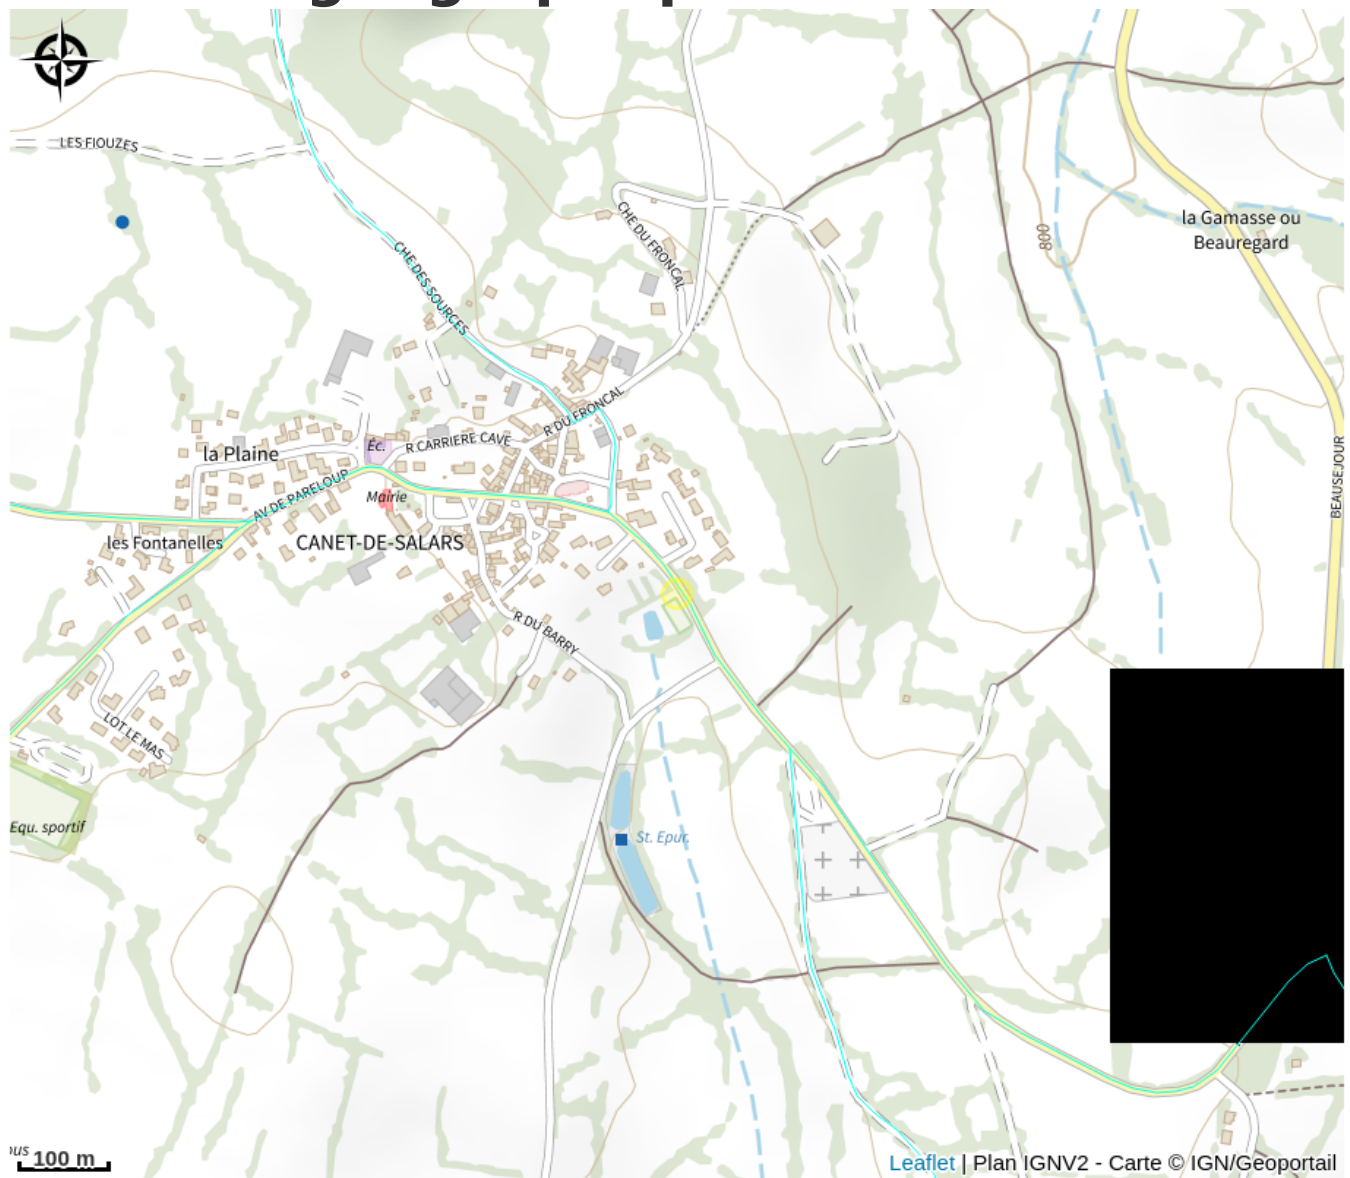 LES FIOUZES
CHE DU FRONCAL
la Gamasse ou
Beauregard
800
CHE DES SOURCES
R DU FRONCAL
Éc.
R CARRIERE CAVE
la Plaine
AV DE PARELOUP
Mairie
BEAUSEJOUR
les Fontanelles
CANET-DE-SALARS
R DU BARRY
LOT LE MAS
Equ. sportif
St. Epur.
100 m
Leaflet | Plan IGNV2 - Carte © IGN/Geoportail